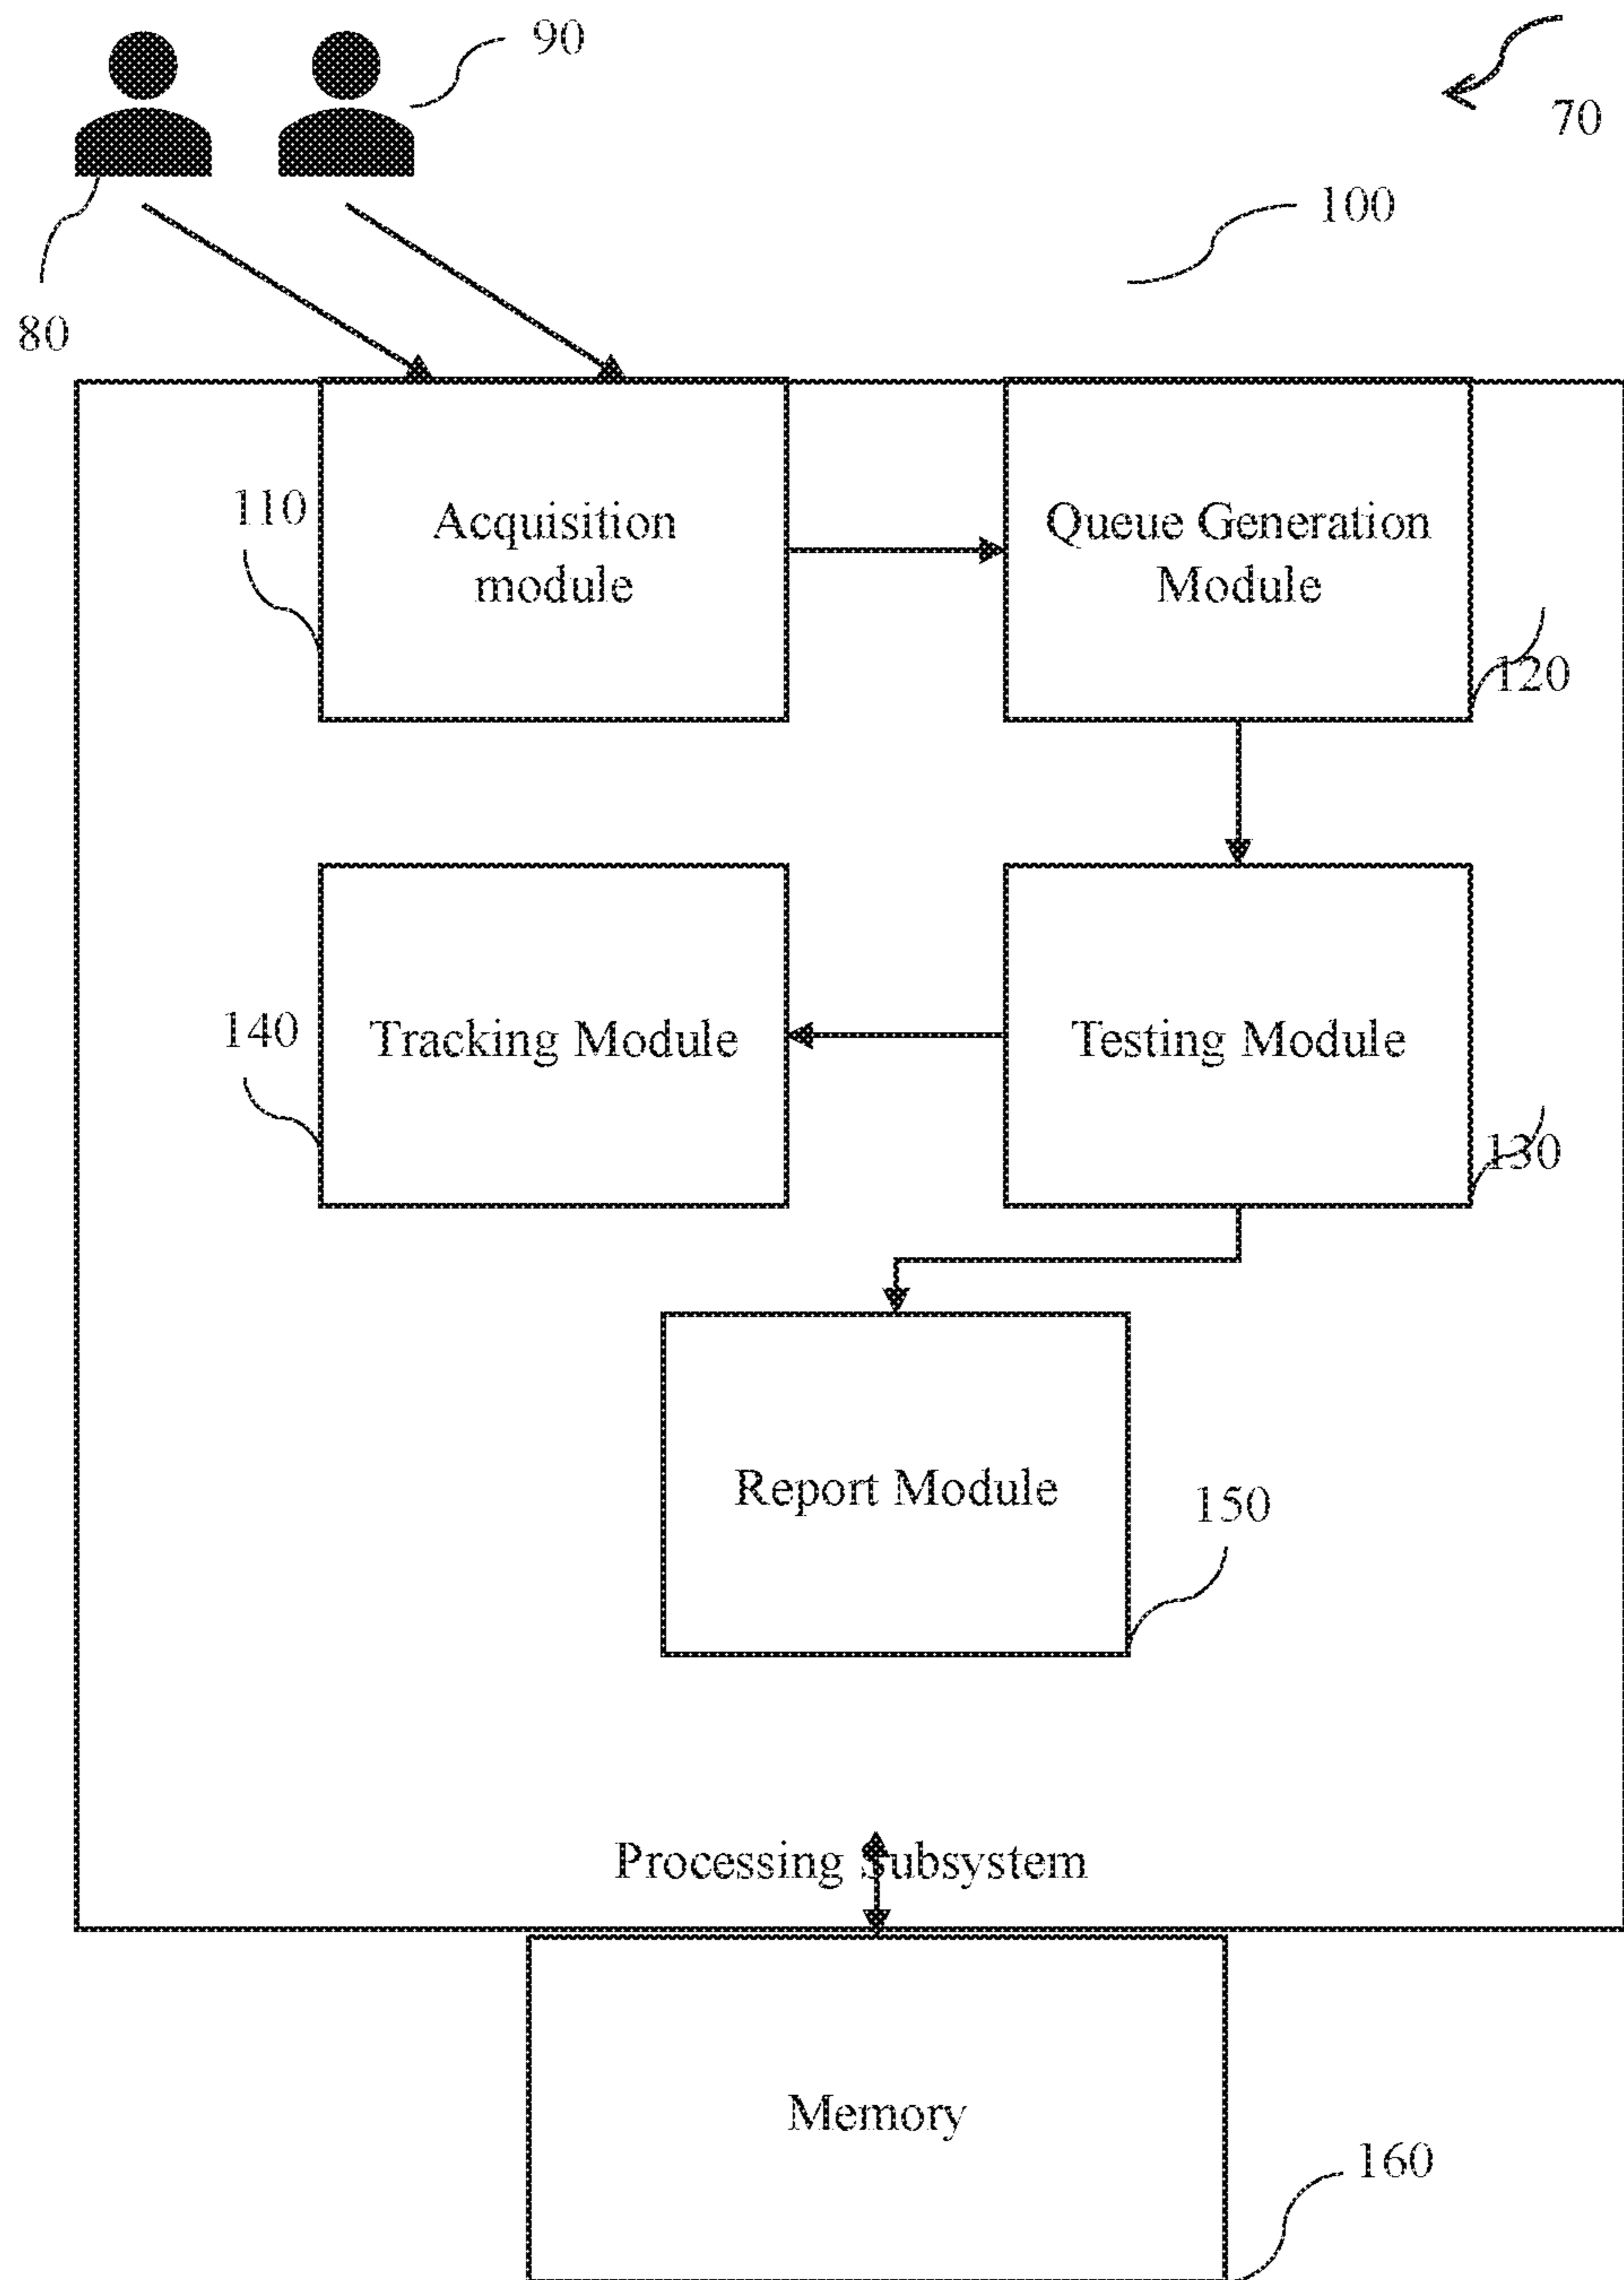 90
70
100
80
110
Acquisition
module
Queue Generation
Module
120
140
Tracking Module
Testing Module
130
Report Module
150
Processing Subsystem
Memory
160